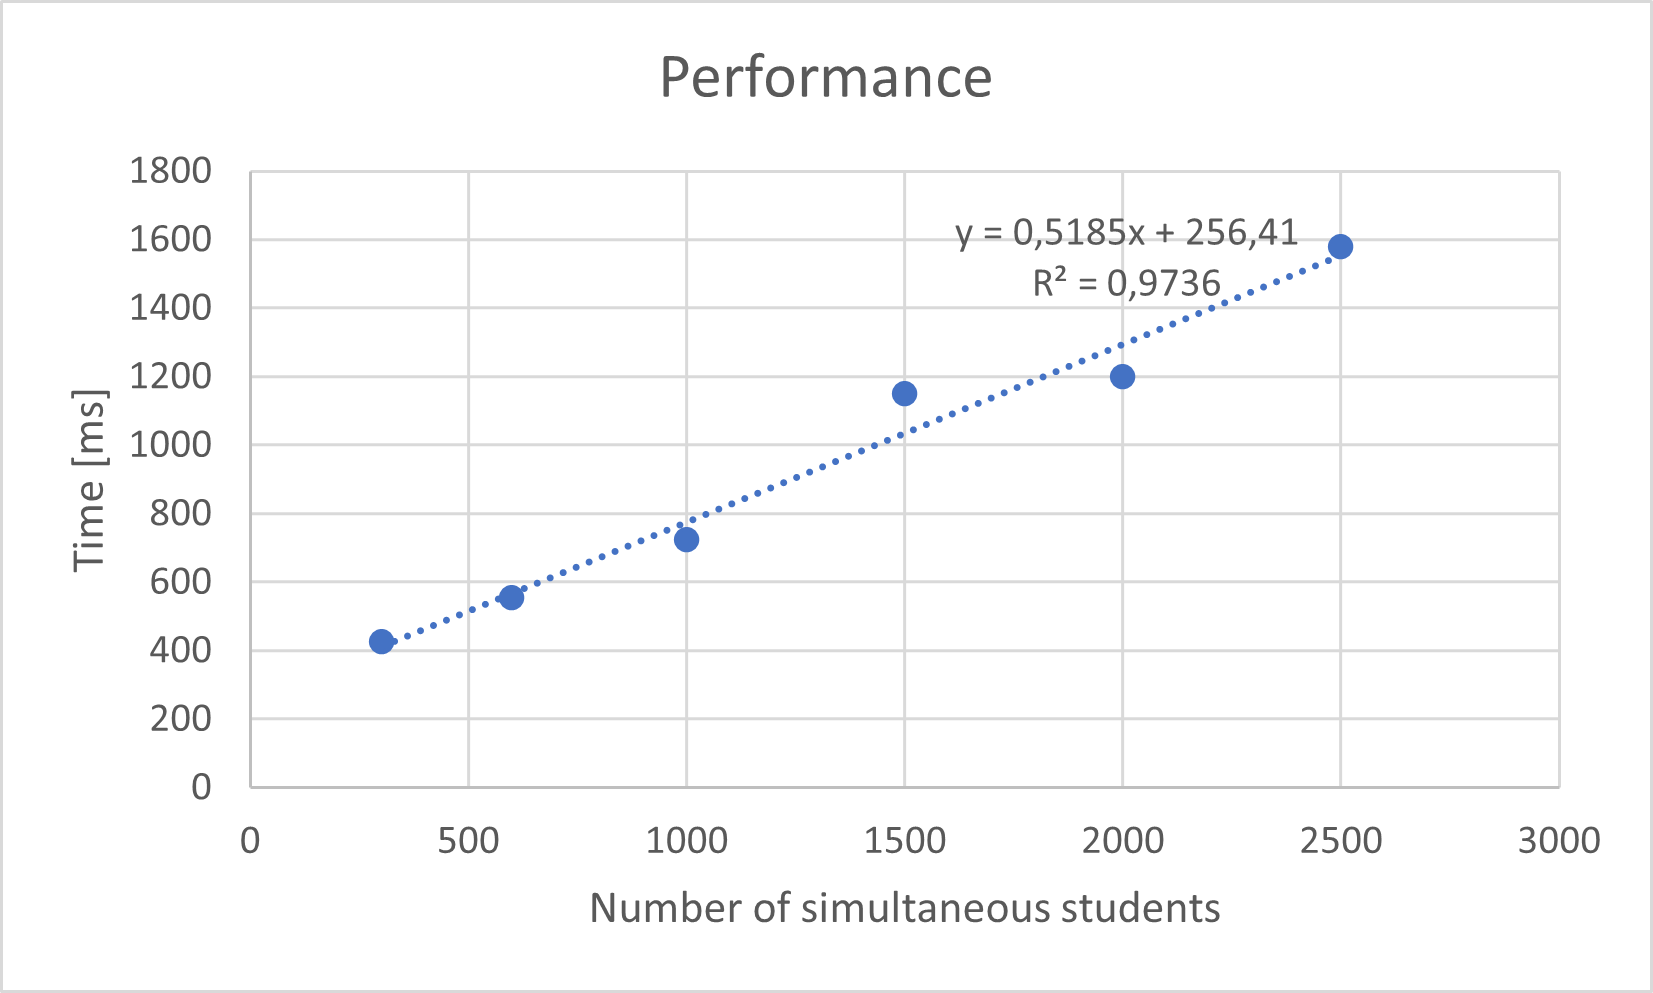 Performance
1800
1600
1400
1200
1000
800
600
400
200
0
y = 0,5185x + 256,41
R² = 0,9736
Time [ms]
0 500 1000 1500 2000 2500 3000
Number of simultaneous students